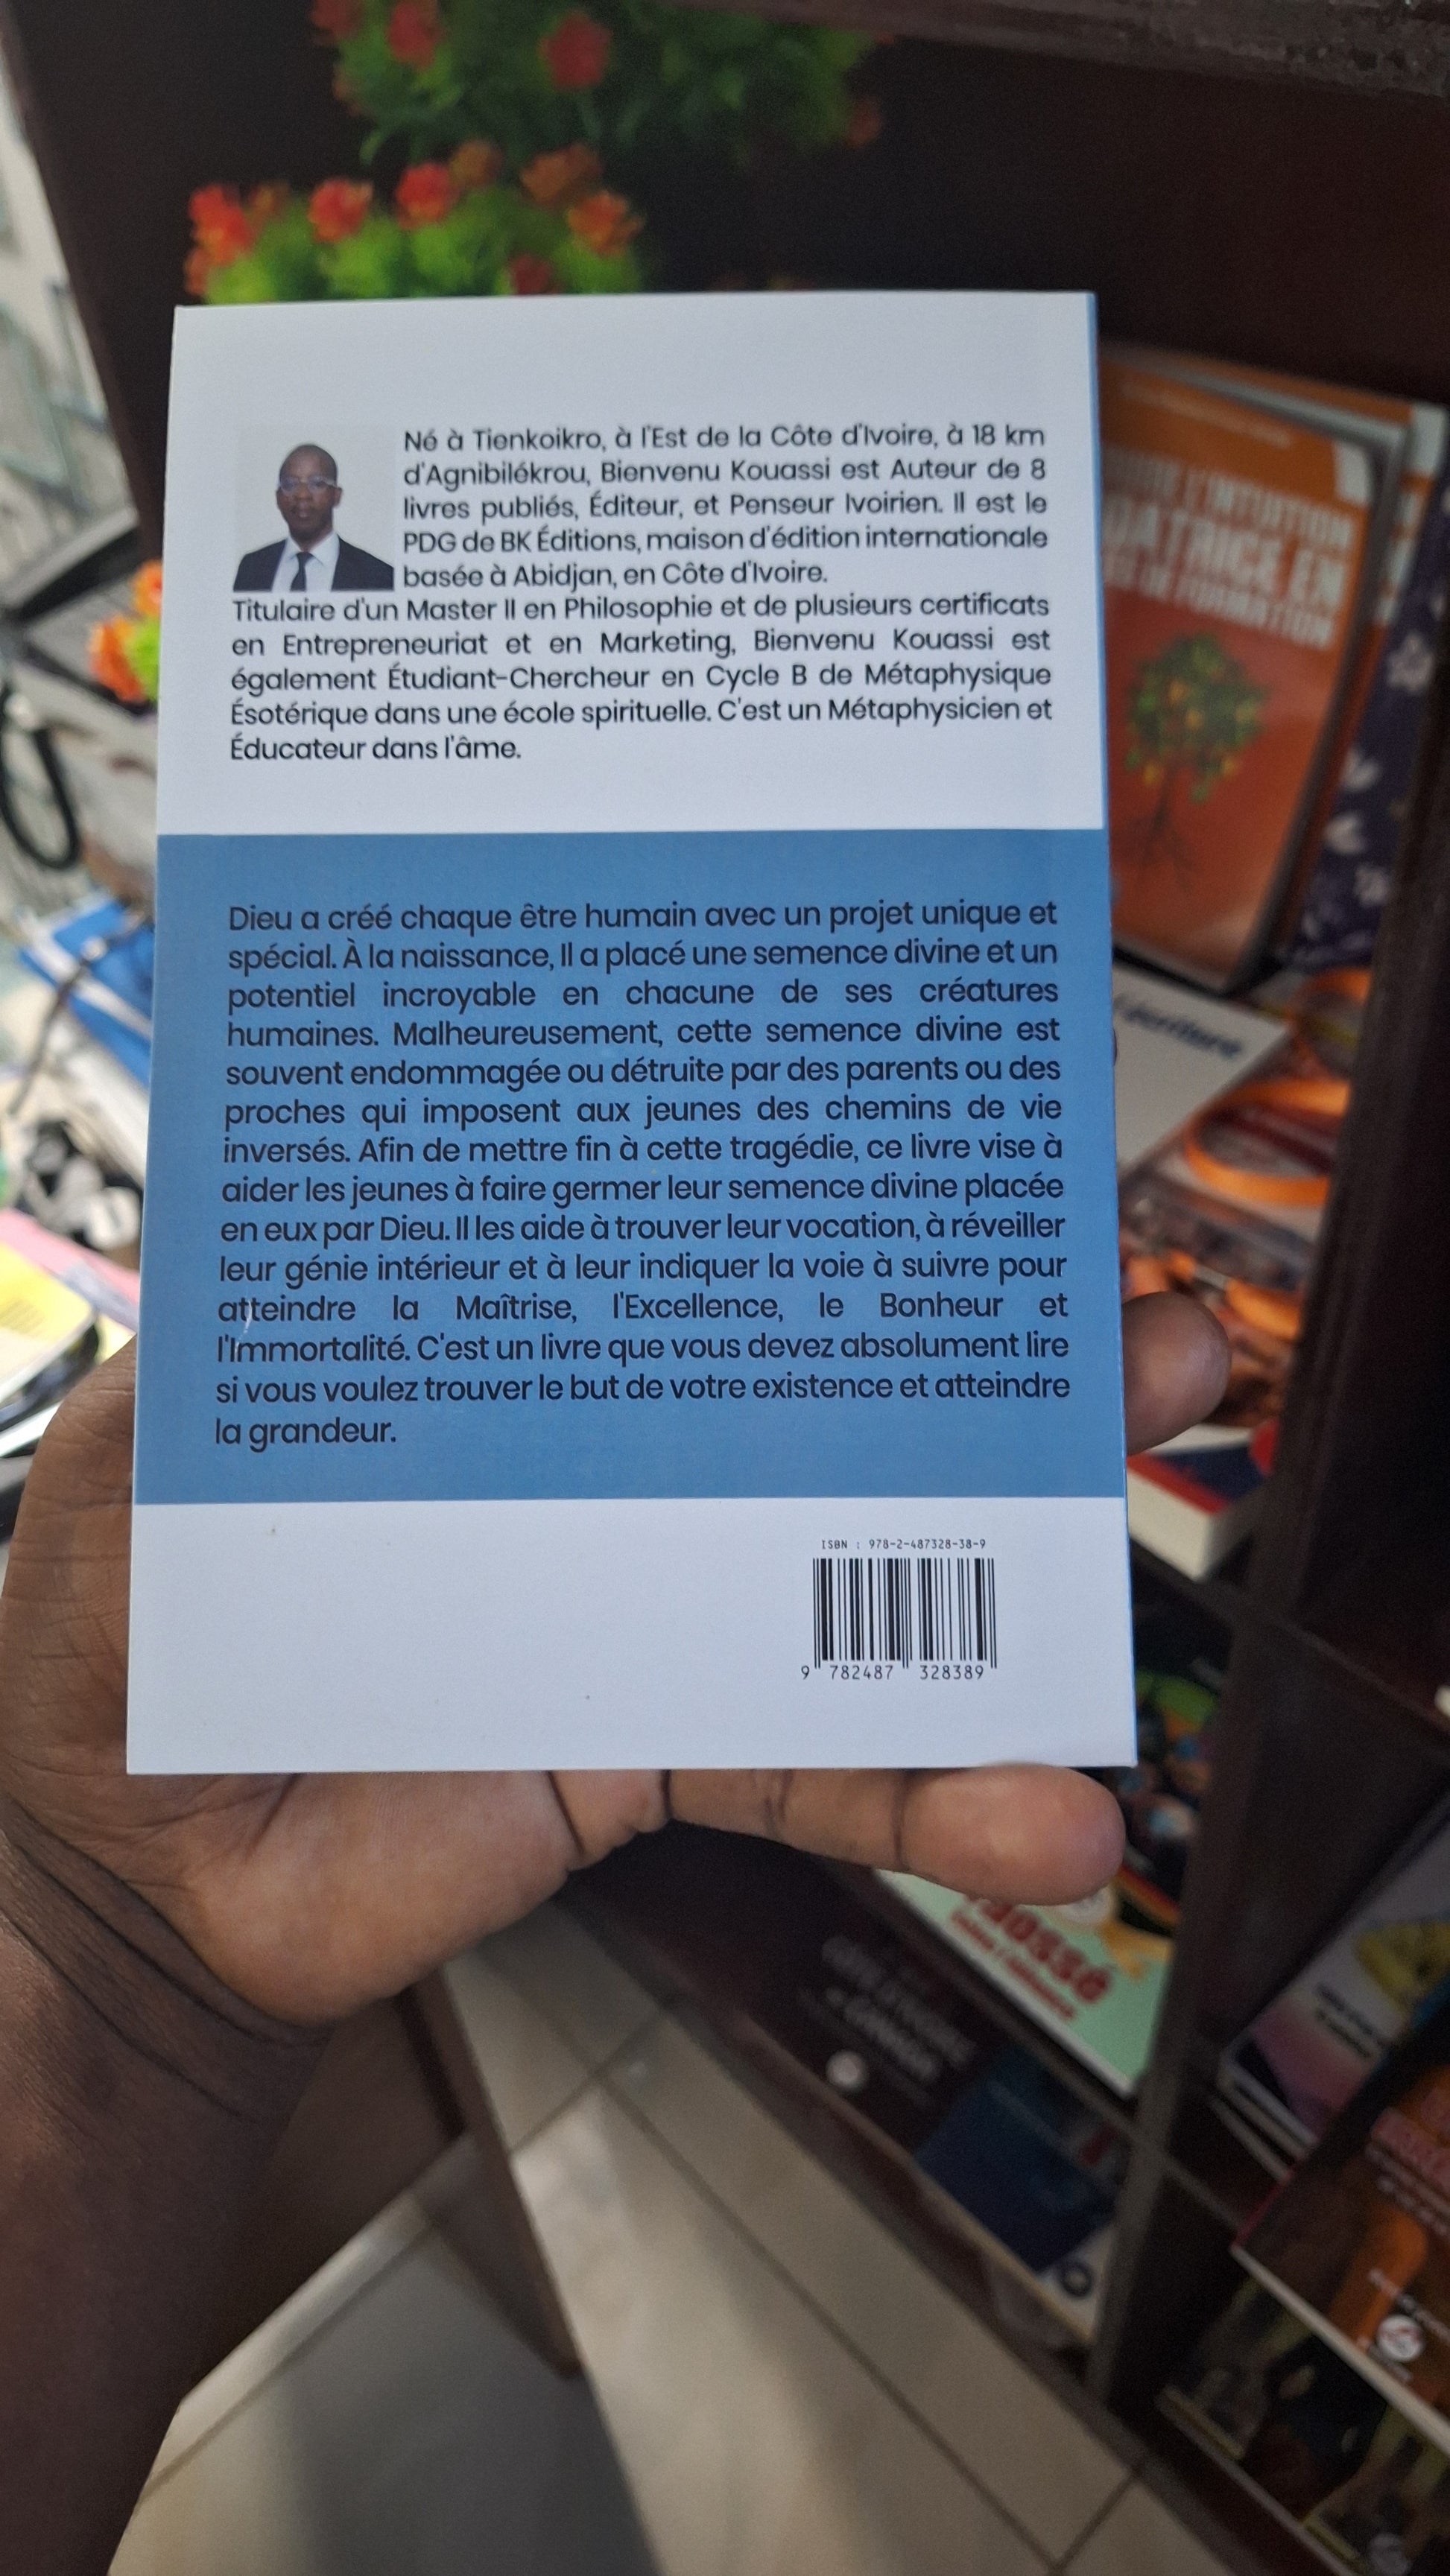 Né à Tienkoikro, à l'Est de la Côte d'Ivoire, à 18 km
d'Agnibilékrou, Bienvenu Kouassi est Auteur de 8
livres publiés, Éditeur, et Penseur Ivoirien. Il est le
PDG de BK Éditions, maison d'édition internationale
basée à Abidjan, en Côte d'Ivoire.
Titulaire d'un Master II en Philosophie et de plusieurs certificats
en Entrepreneuriat et en Marketing, Bienvenu Kouassi est
également Étudiant-Chercheur en Cycle B de Métaphysique
Ésotérique dans une école spirituelle. C'est un Métaphysicien et
Éducateur dans l'âme.
Dieu a créé chaque être humain avec un projet unique et
spécial. À la naissance, Il a placé une semence divine et un
potentiel incroyable en chacune de ses créatures
humaines. Malheureusement, cette semence divine est
souvent endommagée ou détruite par des parents ou des
proches qui imposent aux jeunes des chemins de vie
inversés. Afin de mettre fin à cette tragédie, ce livre vise à
aider les jeunes à faire germer leur semence divine placée
en eux par Dieu. Il les aide à trouver leur vocation, à réveiller
leur génie intérieur et à leur indiquer la voie à suivre pour
atteindre la Maîtrise, l'Excellence, le Bonheur et
l'Immortalité. C'est un livre que vous devez absolument lire
si vous voulez trouver le but de votre existence et atteindre
la grandeur.
ISBN : 978-2-487328-38-9
9 782487 328389
L'INTUITION
EN
FORMATION